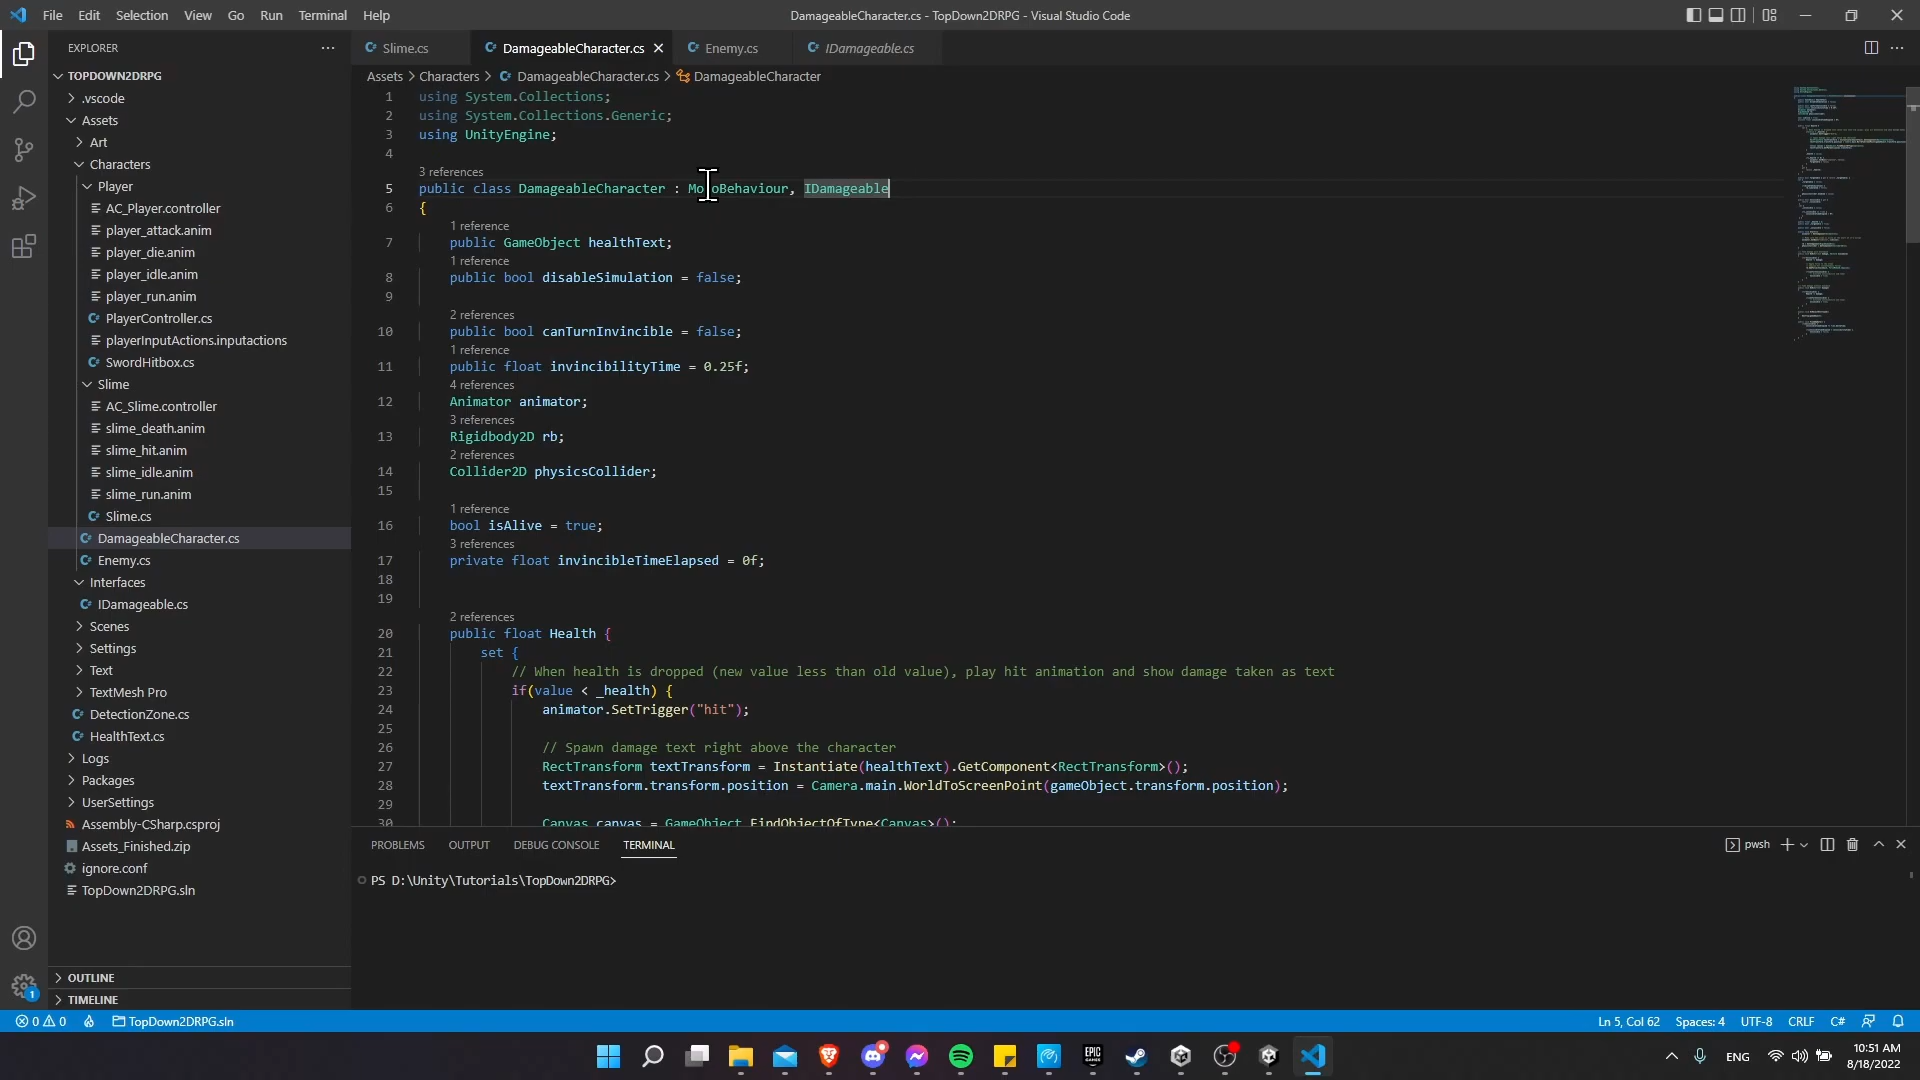 File Edit Selection View Go Run Terminal Help
DamageableCharacter.cs - TopDown2DRPG - Visual Studio Code
EXPLORER
TOPDOWN2DRPG
.vscode
Assets
Art
Characters
Player
AC_Player.controller
player_attack.anim
player_die.anim
player_idle.anim
player_run.anim
PlayerController.cs
playerInputActions.inputactions
SwordHitbox.cs
Slime
AC_Slime.controller
slime_death.anim
slime_hit.anim
slime_idle.anim
slime_run.anim
Slime.cs
DamageableCharacter.cs
Enemy.cs
Interfaces
IDamageable.cs
Scenes
Settings
Text
TextMesh Pro
DetectionZone.cs
HealthText.cs
Logs
Packages
UserSettings
Assembly-CSharp.csproj
Assets_Finished.zip
ignore.conf
TopDown2DRPG.sln
OUTLINE
TIMELINE
Slime.cs DamageableCharacter.cs Enemy.cs IDamageable.cs
Assets > Characters > DamageableCharacter.cs > DamageableCharacter
1 using System.Collections;
2 using System.Collections.Generic;
3 using UnityEngine;
4
3 references
5 public class DamageableCharacter : MonoBehaviour, IDamageable
6 {
1 reference
7 public GameObject healthText;
1 reference
8 public bool disableSimulation = false;
9
2 references
10 public bool canTurnInvincible = false;
1 reference
11 public float invincibilityTime = 0.25f;
4 references
12 Animator animator;
3 references
13 Rigidbody2D rb;
2 references
14 Collider2D physicsCollider;
15
1 reference
16 bool isAlive = true;
3 references
17 private float invincibleTimeElapsed = 0f;
18
19
2 references
20 public float Health {
21 set {
22 // When health is dropped (new value less than old value), play hit animation and show damage taken as text
23 if(value < _health) {
24 animator.SetTrigger("hit");
25
26 // Spawn damage text right above the character
27 RectTransform textTransform = Instantiate(healthText).GetComponent<RectTransform>();
28 textTransform.transform.position = Camera.main.WorldToScreenPoint(gameObject.transform.position);
29
30 Canvas canvas = GameObject.FindObjectOfType<Canvas>();
PROBLEMS OUTPUT DEBUG CONSOLE TERMINAL
pwsh
PS D:\Unity\Tutorials\TopDown2DRPG>
1
0 0 TopDown2DRPG.sln
Ln 5, Col 62 Spaces: 4 UTF-8 CRLF C#
EPIC GAMES
ENG
10:51 AM
8/18/2022